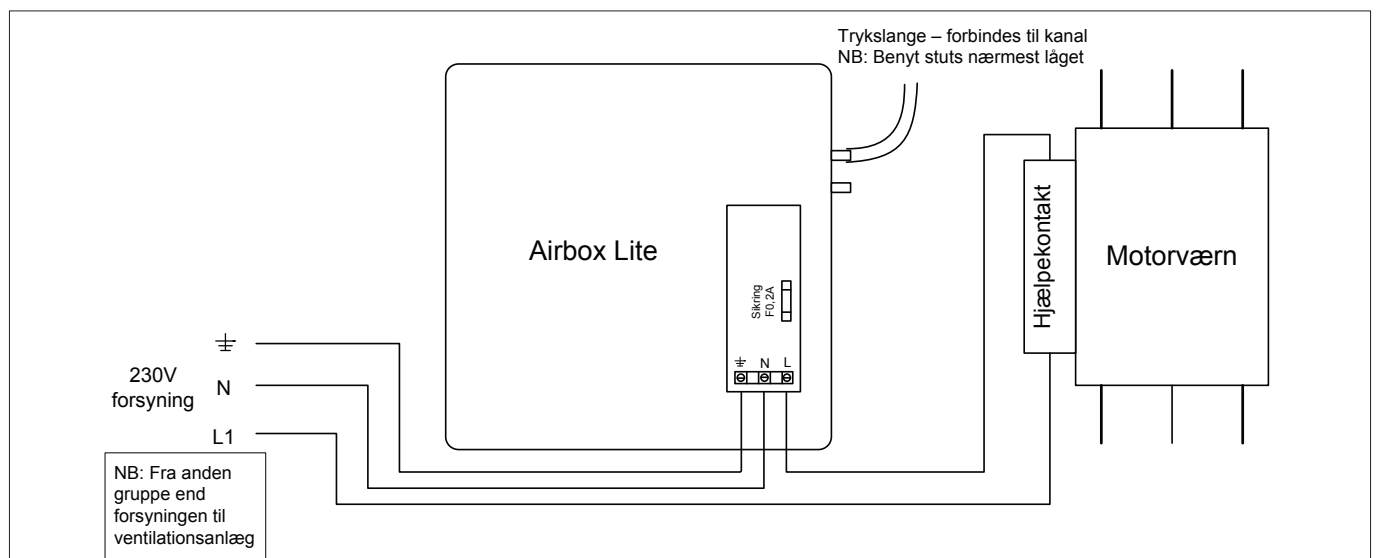 Trykslange – forbindes til kanal
NB: Benyt stuts nærmest låget
Airbox Lite
Sikring
F0,2A
Hjælpekontakt
Motorværn
N L
230V
forsyning
N
L1
NB: Fra anden
gruppe end
forsyningen til
ventilationsanlæg